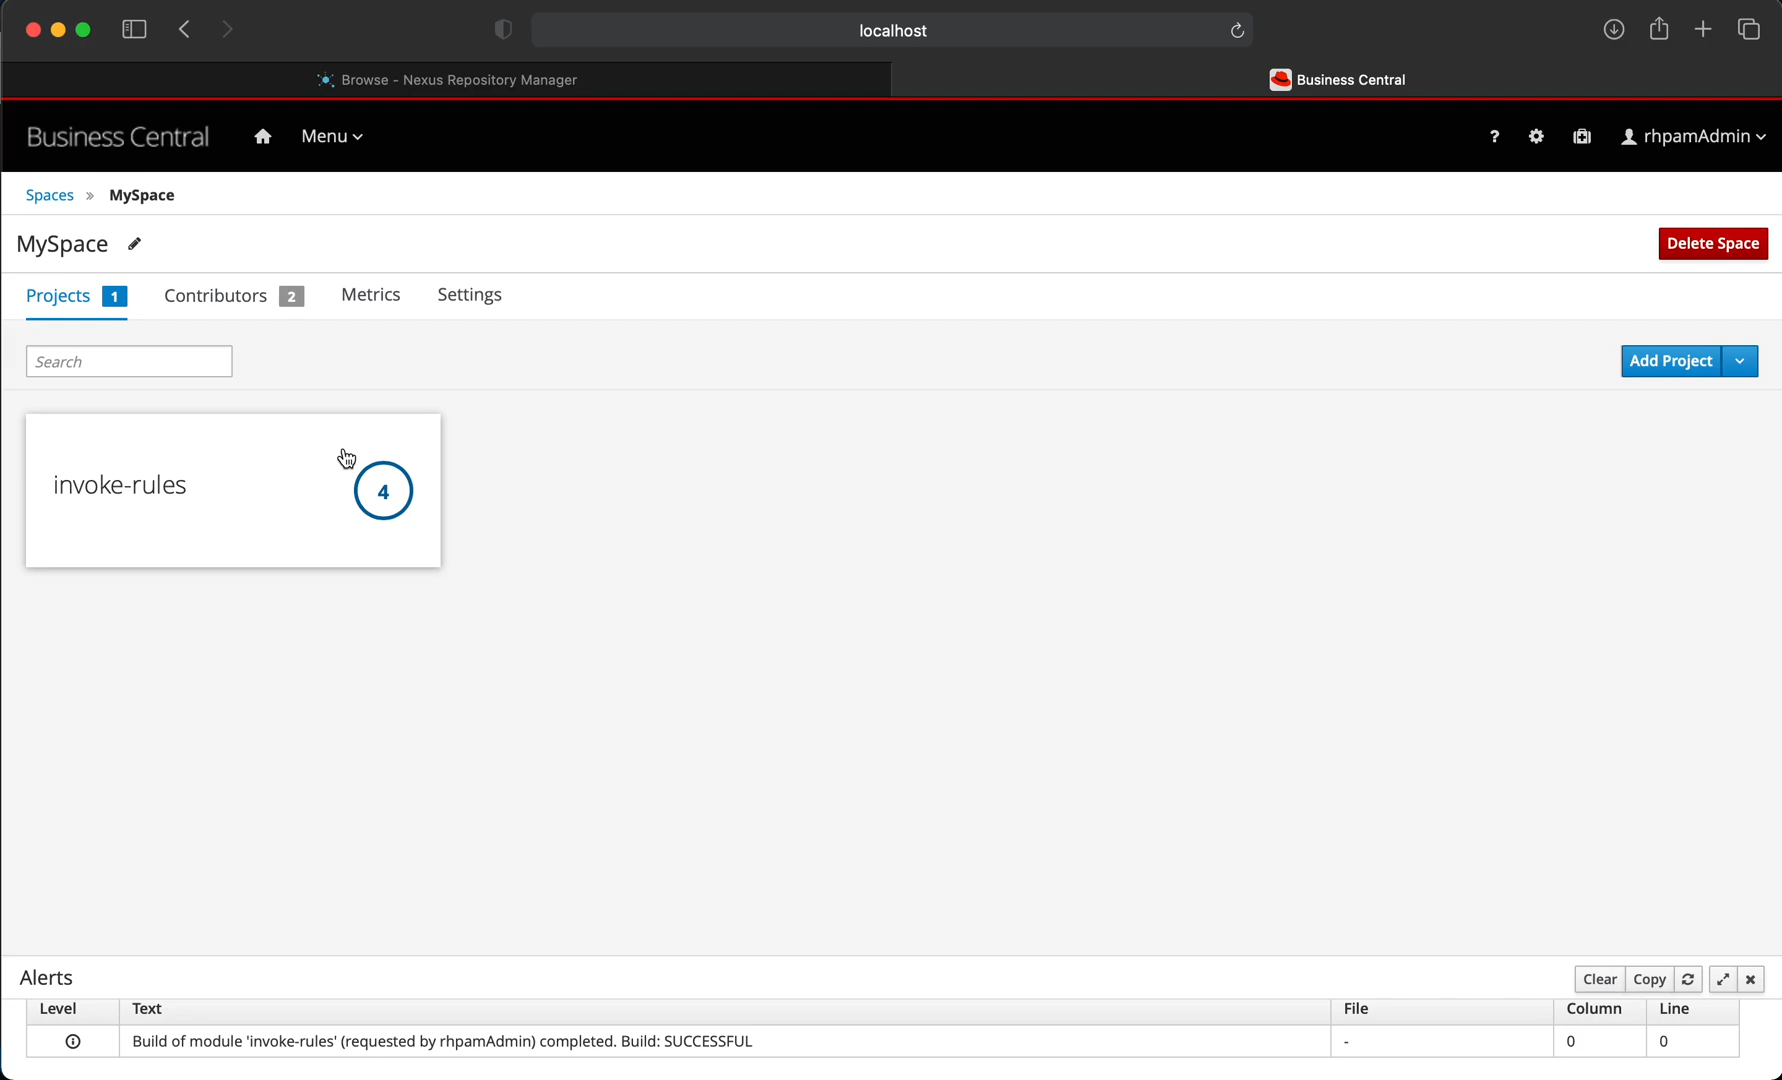 localhost
Browse - Nexus Repository Manager
Business Central
Business Central
Menu
?
rhpamAdmin
Spaces » MySpace
MySpace
Delete Space
Projects 1
Contributors 2
Metrics
Settings
Search
Add Project
invoke-rules
4
Alerts
Clear
Copy
Level
Text
File
Column
Line
Build of module 'invoke-rules' (requested by rhpamAdmin) completed. Build: SUCCESSFUL
-
0
0